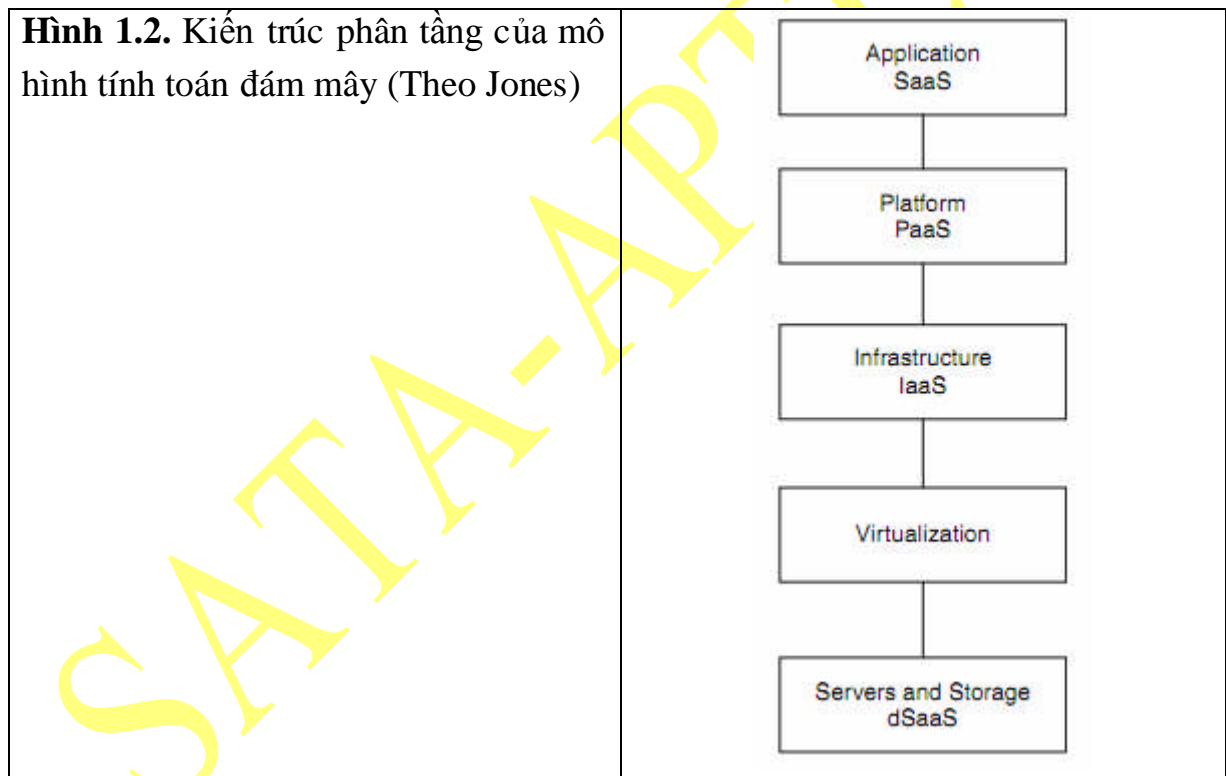 Hình 1.2. Kiến trúc phân tầng của mô
hình tính toán đám mây (Theo Jones)
Application
SaaS
Platform
PaaS
Infrastructure
IaaS
Virtualization
Servers and Storage
dSaaS
SATA-APT